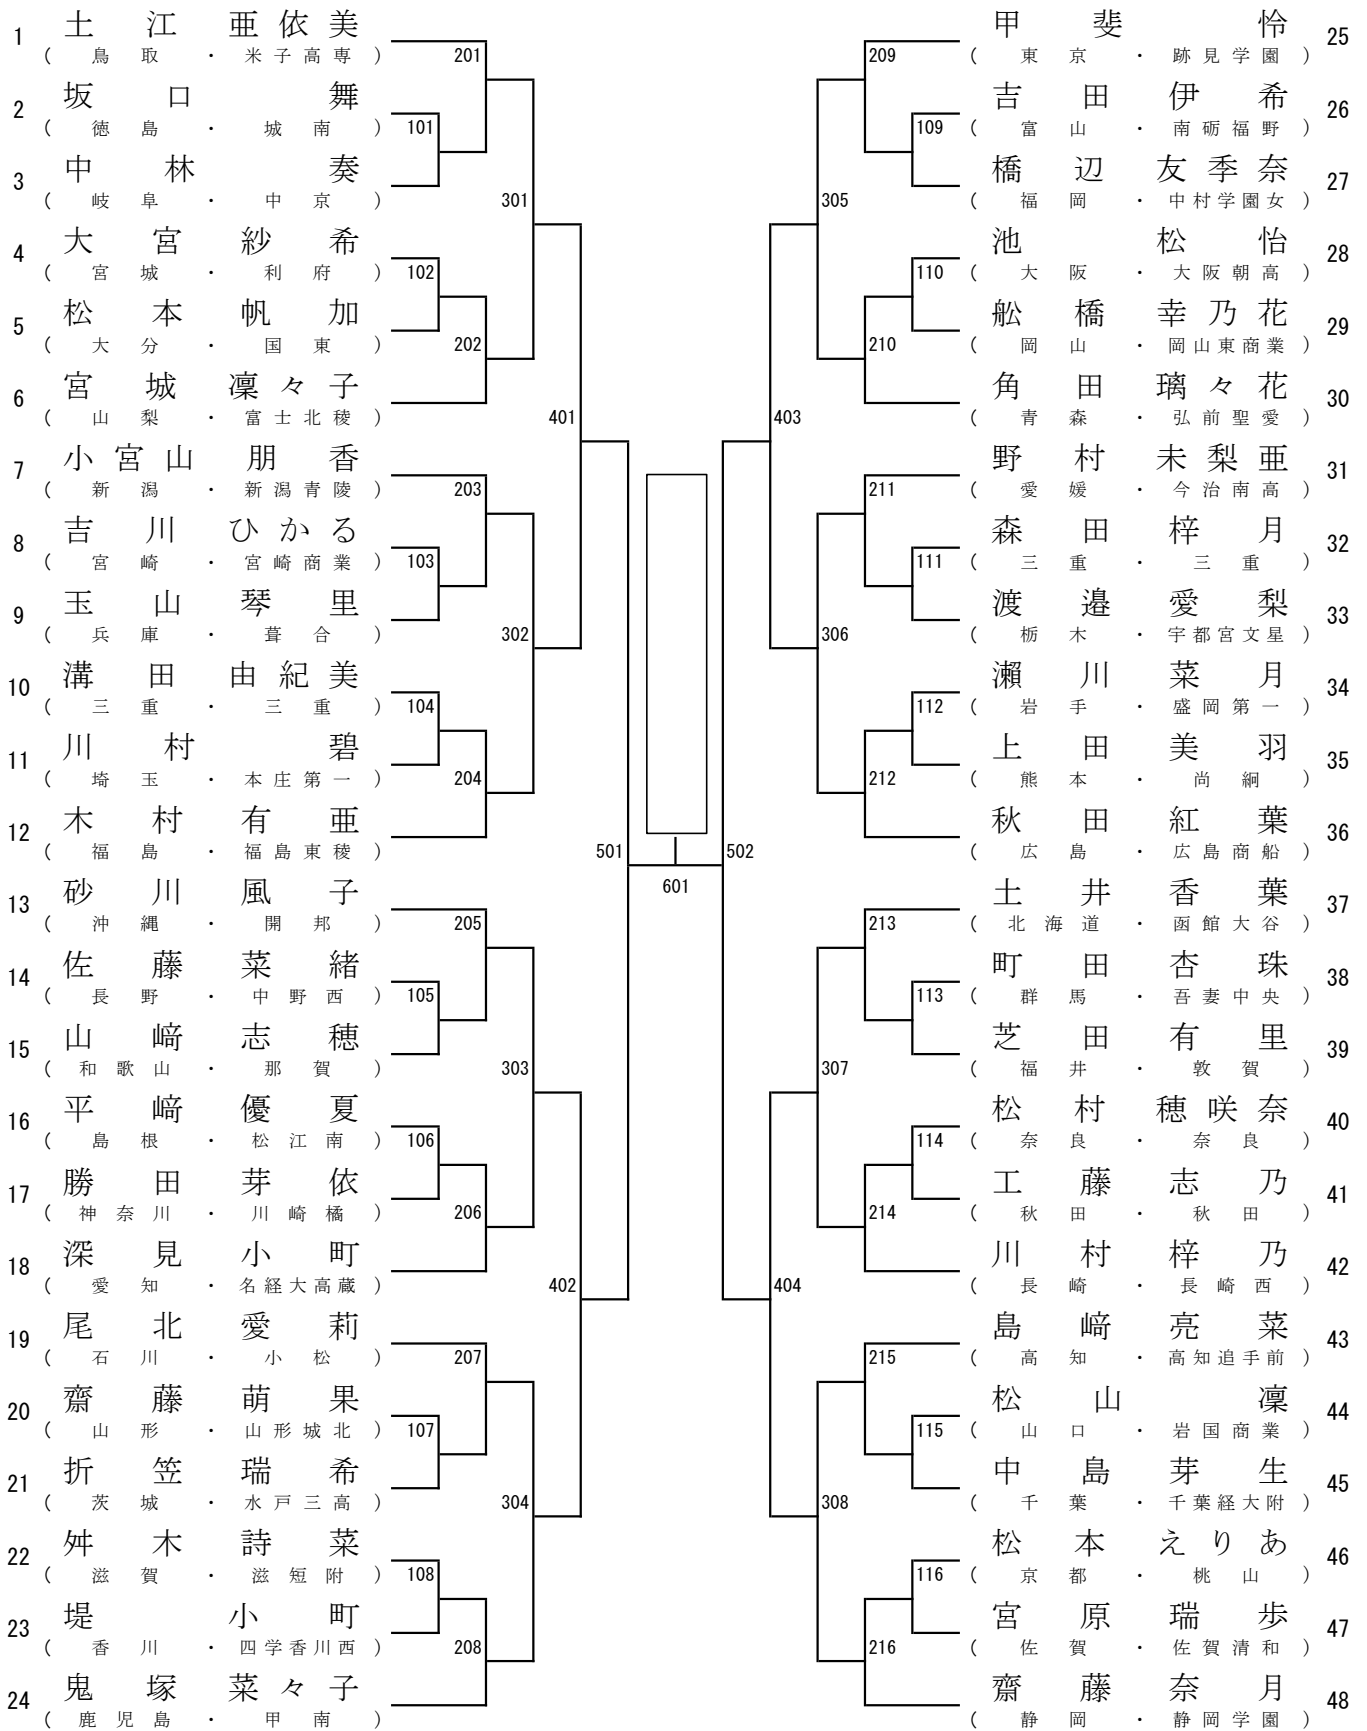 1 土江 亜依美
( 鳥取 ・ 米子高専 )
201
2 坂口 舞
( 徳島 ・ 城南 )
101
3 中林 奏
( 岐阜 ・ 中京 )
301
4 大宮 紗希
( 宮城 ・ 利府 )
102
5 松本 帆加
( 大分 ・ 国東 )
202
6 宮城 凜々子
( 山梨 ・ 富士北稜 )
401
7 小宮山 朋香
( 新潟 ・ 新潟青陵 )
203
8 吉川 ひかる
( 宮崎 ・ 宮崎商業 )
103
9 玉山 琴里
( 兵庫 ・ 葺合 )
302
10 溝田 由紀美
( 三重 ・ 三重 )
104
11 川村 碧
( 埼玉 ・ 本庄第一 )
204
12 木村 有亜
( 福島 ・ 福島東稜 )
501
13 砂川 風子
( 沖縄 ・ 開邦 )
205
14 佐藤 菜緒
( 長野 ・ 中野西 )
105
15 山﨑 志穂
( 和歌山 ・ 那賀 )
303
16 平﨑 優夏
( 島根 ・ 松江南 )
106
17 勝田 芽依
( 神奈川 ・ 川崎橘 )
206
18 深見 小町
( 愛知 ・ 名経大高蔵 )
402
19 尾北 愛莉
( 石川 ・ 小松 )
207
20 齋藤 萌果
( 山形 ・ 山形城北 )
107
21 折笠 瑞希
( 茨城 ・ 水戸三高 )
304
22 舛木 詩菜
( 滋賀 ・ 滋短附 )
108
23 堤 小町
( 香川 ・ 四学香川西 )
208
24 鬼塚 菜々子
( 鹿児島 ・ 甲南 )
601
甲斐 怜 25
209 ( 東京 ・ 跡見学園 )
吉田 伊希 26
109 ( 富山 ・ 南砺福野 )
橋辺 友季奈 27
305 ( 福岡 ・ 中村学園女 )
池 松怡 28
110 ( 大阪 ・ 大阪朝高 )
舩橋 幸乃花 29
210 ( 岡山 ・ 岡山東商業 )
角田 璃々花 30
403 ( 青森 ・ 弘前聖愛 )
野村 未梨亜 31
211 ( 愛媛 ・ 今治南高 )
森田 梓月 32
111 ( 三重 ・ 三重 )
渡邉 愛梨 33
306 ( 栃木 ・ 宇都宮文星 )
瀨川 菜月 34
112 ( 岩手 ・ 盛岡第一 )
上田 美羽 35
212 ( 熊本 ・ 尚絅 )
秋田 紅葉 36
502 ( 広島 ・ 広島商船 )
土井 香葉 37
213 ( 北海道 ・ 函館大谷 )
町田 杏珠 38
113 ( 群馬 ・ 吾妻中央 )
芝田 有里 39
307 ( 福井 ・ 敦賀 )
松村 穂咲奈 40
114 ( 奈良 ・ 奈良 )
工藤 志乃 41
214 ( 秋田 ・ 秋田 )
川村 梓乃 42
404 ( 長崎 ・ 長崎西 )
島﨑 亮菜 43
215 ( 高知 ・ 高知追手前 )
松山 凜 44
115 ( 山口 ・ 岩国商業 )
中島 芽生 45
308 ( 千葉 ・ 千葉経大附 )
松本 えりあ 46
116 ( 京都 ・ 桃山 )
宮原 瑞歩 47
216 ( 佐賀 ・ 佐賀清和 )
齋藤 奈月 48
( 静岡 ・ 静岡学園 )